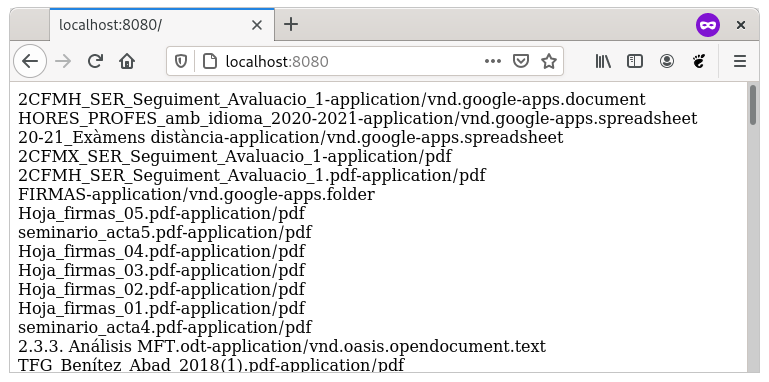 localhost:8080/
localhost:8080
2CFMH_SER_Seguiment_Avaluacio_1-application/vnd.google-apps.document
HORES_PROFES_amb_idioma_2020-2021-application/vnd.google-apps.spreadsheet
20-21_Exàmens distància-application/vnd.google-apps.spreadsheet
2CFMX_SER_Seguiment_Avaluacio_1-application/pdf
2CFMH_SER_Seguiment_Avaluacio_1.pdf-application/pdf
FIRMAS-application/vnd.google-apps.folder
Hoja_firmas_05.pdf-application/pdf
seminario_acta5.pdf-application/pdf
Hoja_firmas_04.pdf-application/pdf
Hoja_firmas_03.pdf-application/pdf
Hoja_firmas_02.pdf-application/pdf
Hoja_firmas_01.pdf-application/pdf
seminario_acta4.pdf-application/pdf
2.3.3. Análisis MFT.odt-application/vnd.oasis.opendocument.text
TFG_Benítez_Abad_2018(1).pdf-application/pdf